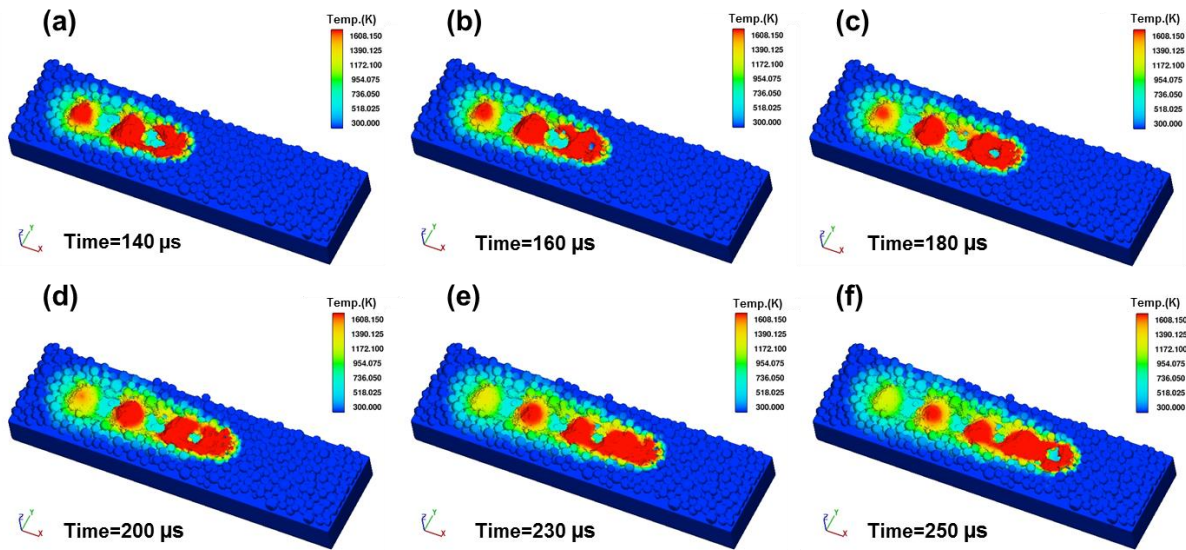 (a)
Temp.(K)
1608.150
1390.125
1172.100
954.075
736.050
518.025
300.000
Z Y X
Time=140 µs
(b)
Temp.(K)
1608.150
1390.125
1172.100
954.075
736.050
518.025
300.000
Z Y X
Time=160 µs
(c)
Temp.(K)
1608.150
1390.125
1172.100
954.075
736.050
518.025
300.000
Z Y X
Time=180 µs
(d)
Temp.(K)
1608.150
1390.125
1172.100
954.075
736.050
518.025
300.000
Z Y X
Time=200 µs
(e)
Temp.(K)
1608.150
1390.125
1172.100
954.075
736.050
518.025
300.000
Z Y X
Time=230 µs
(f)
Temp.(K)
1608.150
1390.125
1172.100
954.075
736.050
518.025
300.000
Z Y X
Time=250 µs